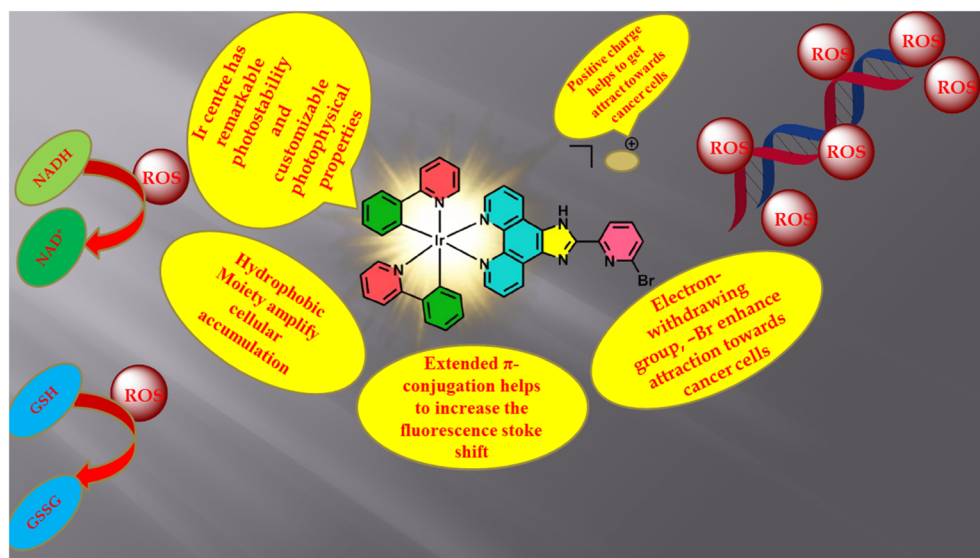 Ir centre has
remarkable
photostability
and
customizable
photophysical
properties
Positive charge
helps to get
attract towards
cancer cells
ROS
ROS
ROS
ROS
ROS
ROS
NADH
ROS
NAD⁺
N
N
Ir
N
N
H
N
N
N
Br
⊕
Hydrophobic
Moiety amplify
cellular
accumulation
Extended π-
conjugation helps
to increase the
fluorescence stoke
shift
Electron-
withdrawing
group, –Br enhance
attraction towards
cancer cells
GSH
ROS
GSSG